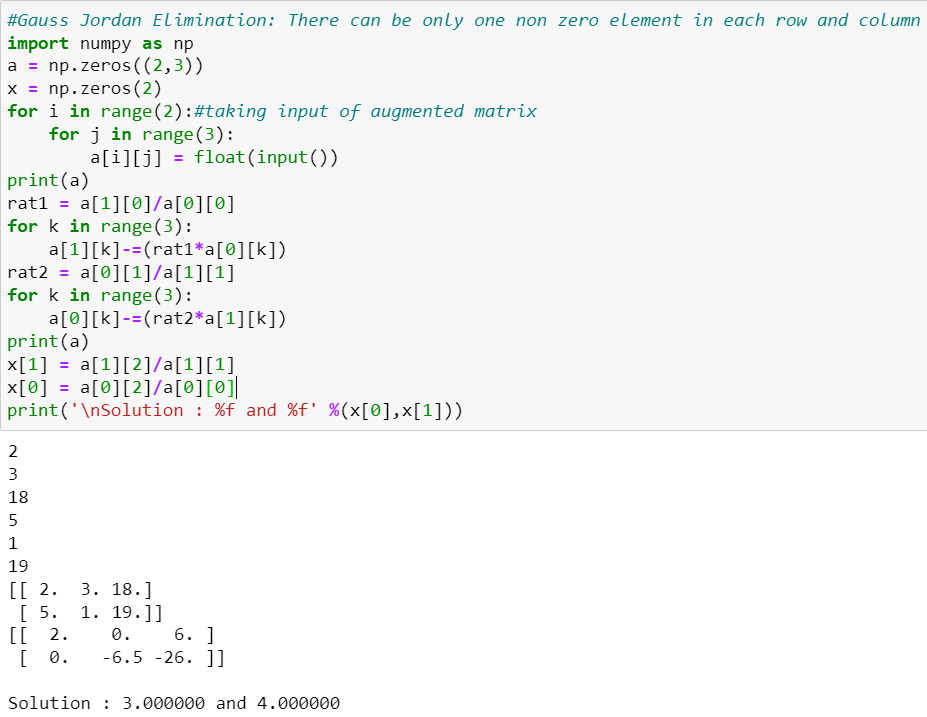 #Gauss Jordan Elimination: There can be only one non zero element in each row and column
import numpy as np
a = np.zeros((2,3))
x = np.zeros(2)
for i in range(2):#taking input of augmented matrix
    for j in range(3):
        a[i][j] = float(input())
print(a)
rat1 = a[1][0]/a[0][0]
for k in range(3):
    a[1][k]-=(rat1*a[0][k])
rat2 = a[0][1]/a[1][1]
for k in range(3):
    a[0][k]-=(rat2*a[1][k])
print(a)
x[1] = a[1][2]/a[1][1]
x[0] = a[0][2]/a[0][0]
print('\nSolution : %f and %f' %(x[0],x[1]))
2
3
18
5
1
19
[[ 2.  3. 18.]
 [ 5.  1. 19.]]
[[  2.    0.    6. ]
 [  0.   -6.5 -26. ]]
Solution : 3.000000 and 4.000000